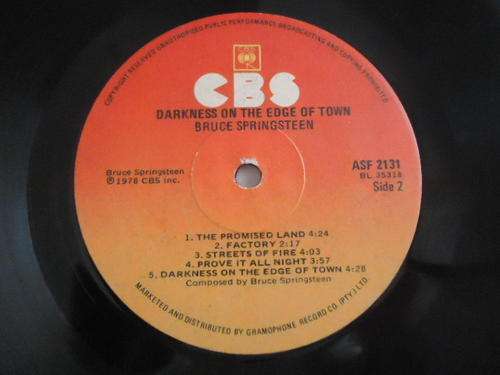 COPYRIGHT RESERVED UNAUTHORISED PUBLIC PERFORMANCE BROADCASTING AND COPYING PROHIBITED
CBS
CBS
DARKNESS ON THE EDGE OF TOWN
BRUCE SPRINGSTEEN
Bruce Springsteen
℗ 1978 CBS inc.
ASF 2131
BL 35318
Side 2
1. THE PROMISED LAND 4:24
2. FACTORY 2:17
3. STREETS OF FIRE 4:03
4. PROVE IT ALL NIGHT 3:57
5. DARKNESS ON THE EDGE OF TOWN 4:28
Composed by Bruce Springsteen
MARKETED AND DISTRIBUTED BY GRAMOPHONE RECORD CO (PTY.) LTD.